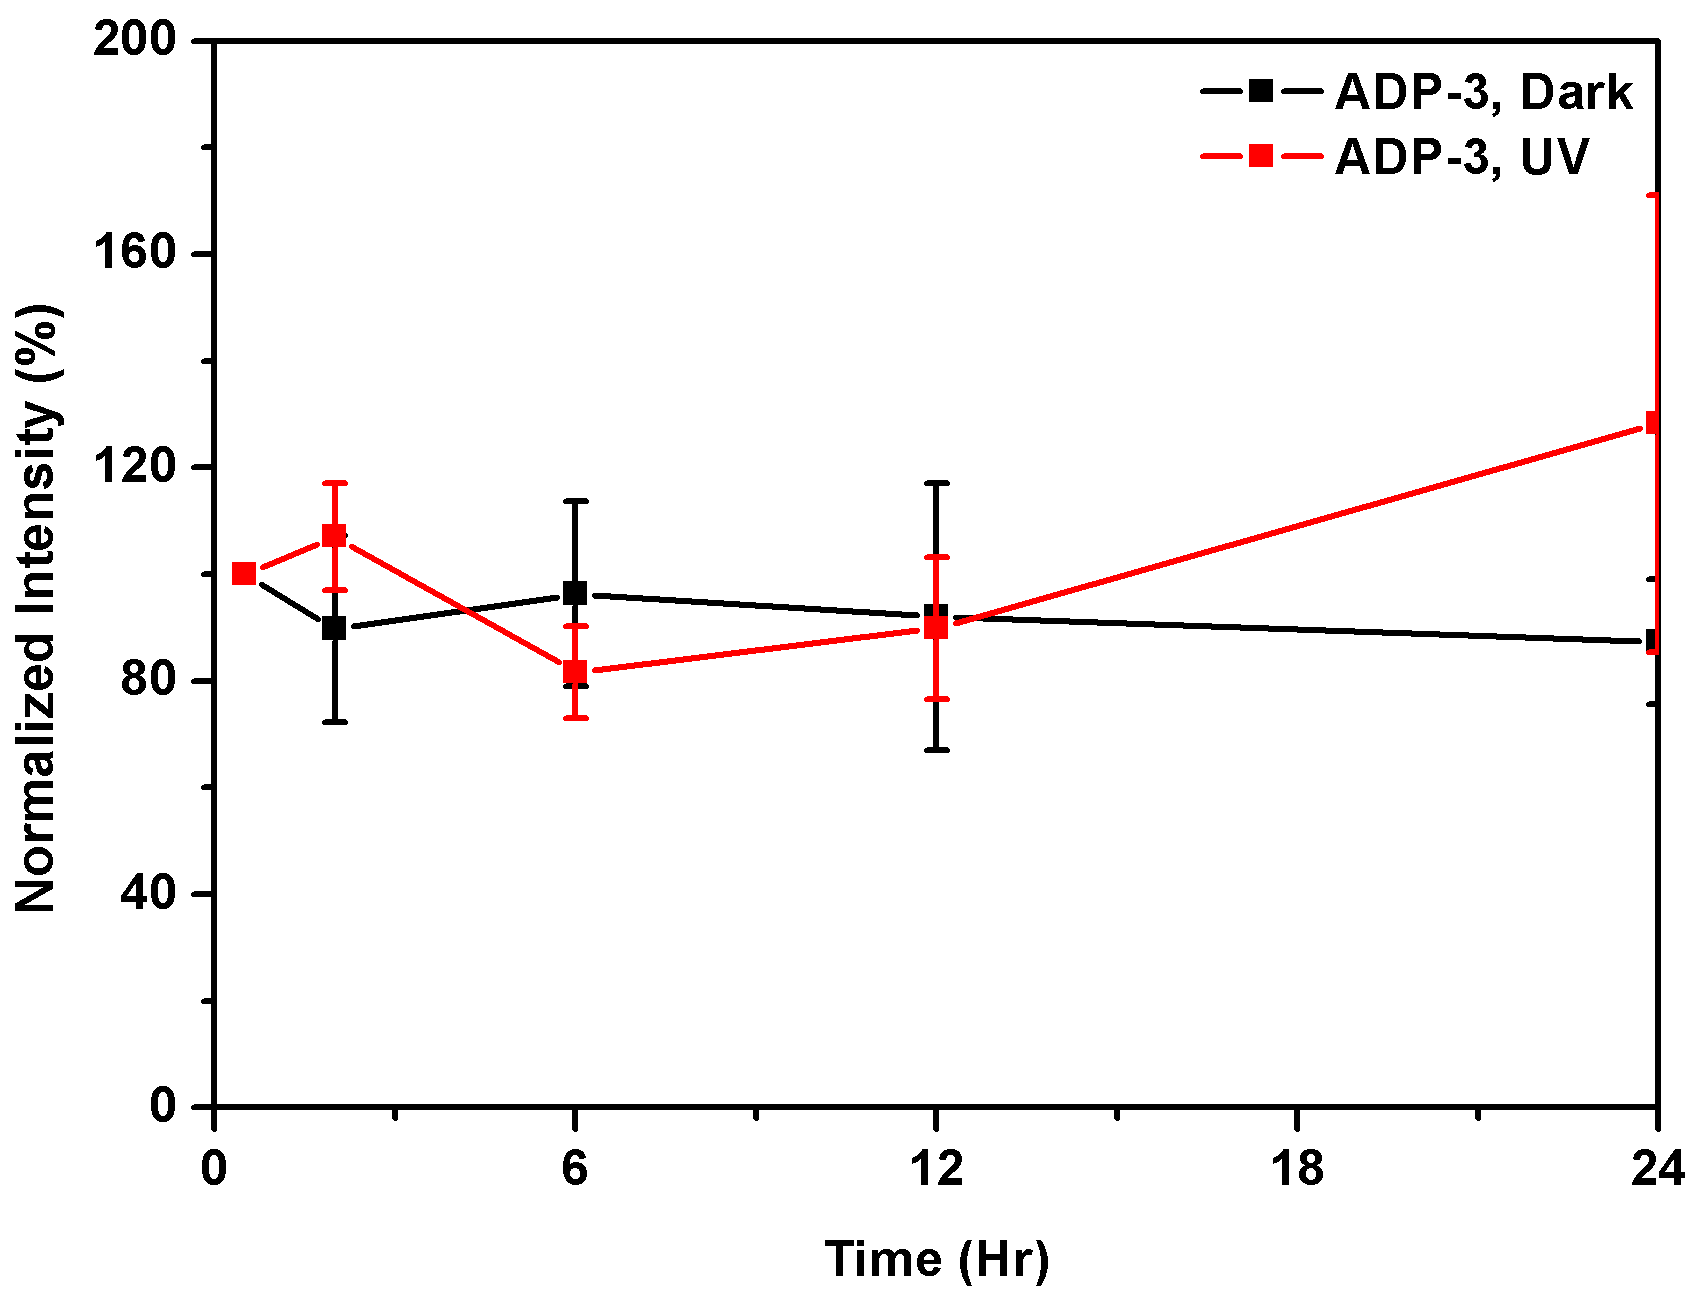 200
160
120
80
40
0
Normalized Intensity (%)
ADP-3, Dark
ADP-3, UV
0 6 12 18 24
Time (Hr)